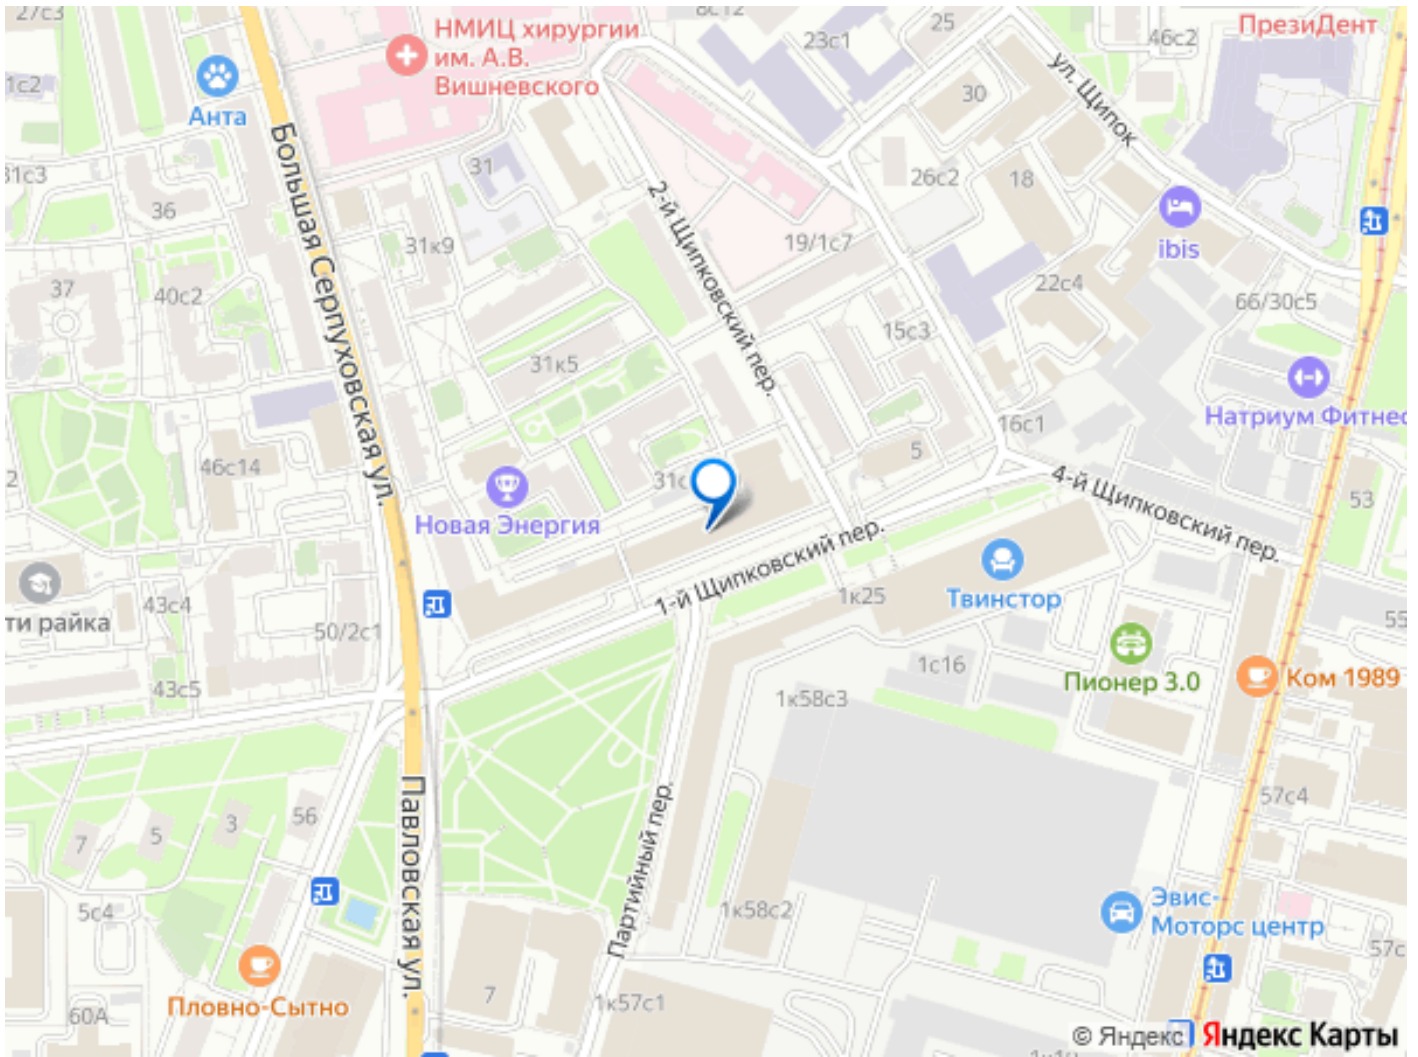 27с3
НМИЦ хирургии
им. А.В.
Вишневского
8с12
23с1
25
46с2
ПрезиДент
1с2
Анта
Большая Серпуховская ул.
31
30
ул. Щипок
31с3
36
2-й Щипковский пер.
26с2
18
31к9
19/1с7
ibis
37
40с2
22с4
66/30с5
31к5
15с3
Натриум Фитнес
16с1
46с14
5
2
31с
4-й Щипковский пер.
53
Новая Энергия
1-й Щипковский пер.
Твинстор
1к25
43с4
ти райка
50/2с1
55
1с16
Пионер 3.0
Ком 1989
43с5
1к58с3
Павловская ул.
56
3
5
7
57с4
Партийный пер.
5с4
1к58с2
Эвис-
Моторс центр
57с
Пловно-Сытно
60А
7
1к57с1
© Яндекс
Яндекс Карты